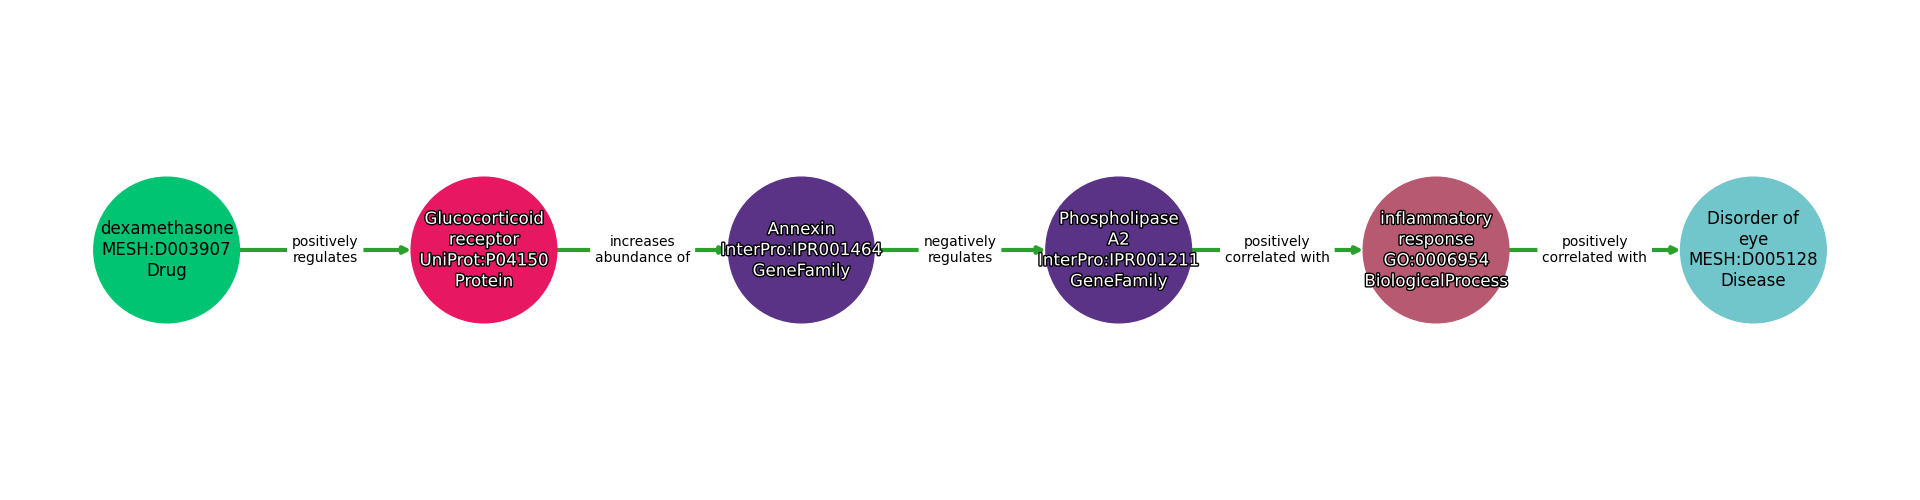 dexamethasone
MESH:D003907
Drug
positively
regulates
Glucocorticoid
receptor
UniProt:P04150
Protein
increases
abundance of
Annexin
InterPro:IPR001464
GeneFamily
negatively
regulates
Phospholipase
A2
InterPro:IPR001211
GeneFamily
positively
correlated with
inflammatory
response
GO:0006954
BiologicalProcess
positively
correlated with
Disorder of
eye
MESH:D005128
Disease